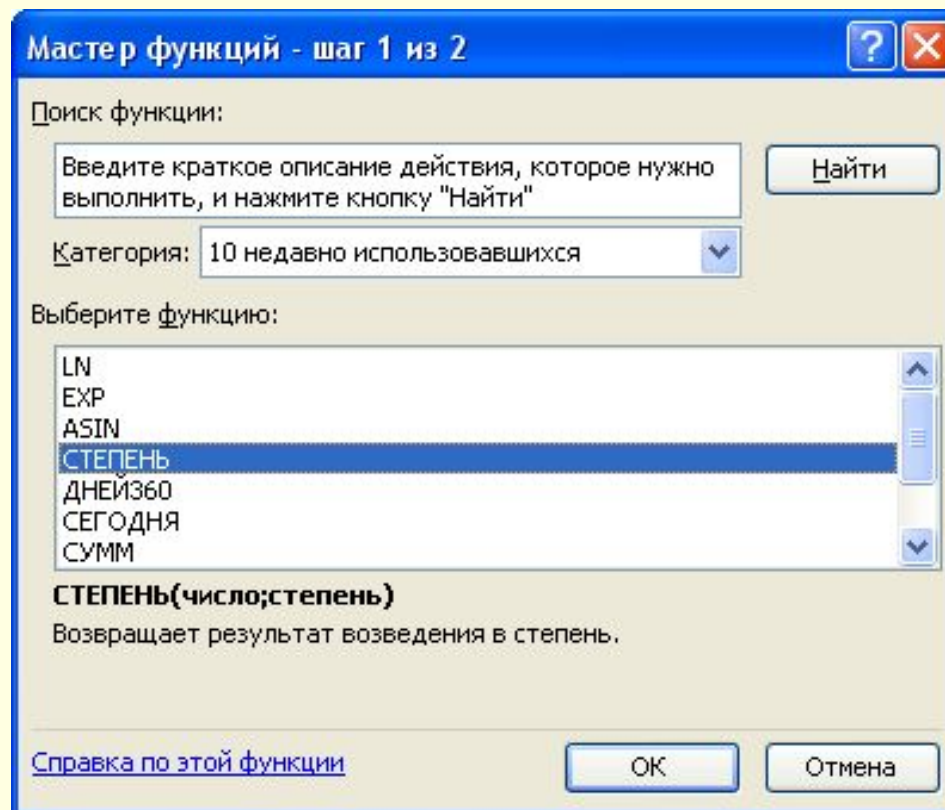 Мастер функций - шаг 1 из 2
Поиск функции:
Введите краткое описание действия, которое нужно
выполнить, и нажмите кнопку "Найти"
Найти
Категория: 10 недавно использовавшихся
Выберите функцию:
LN
EXP
ASIN
СТЕПЕНЬ
ДНЕЙ360
СЕГОДНЯ
СУММ
СТЕПЕНЬ(число;степень)
Возвращает результат возведения в степень.
Справка по этой функции
ОК
Отмена